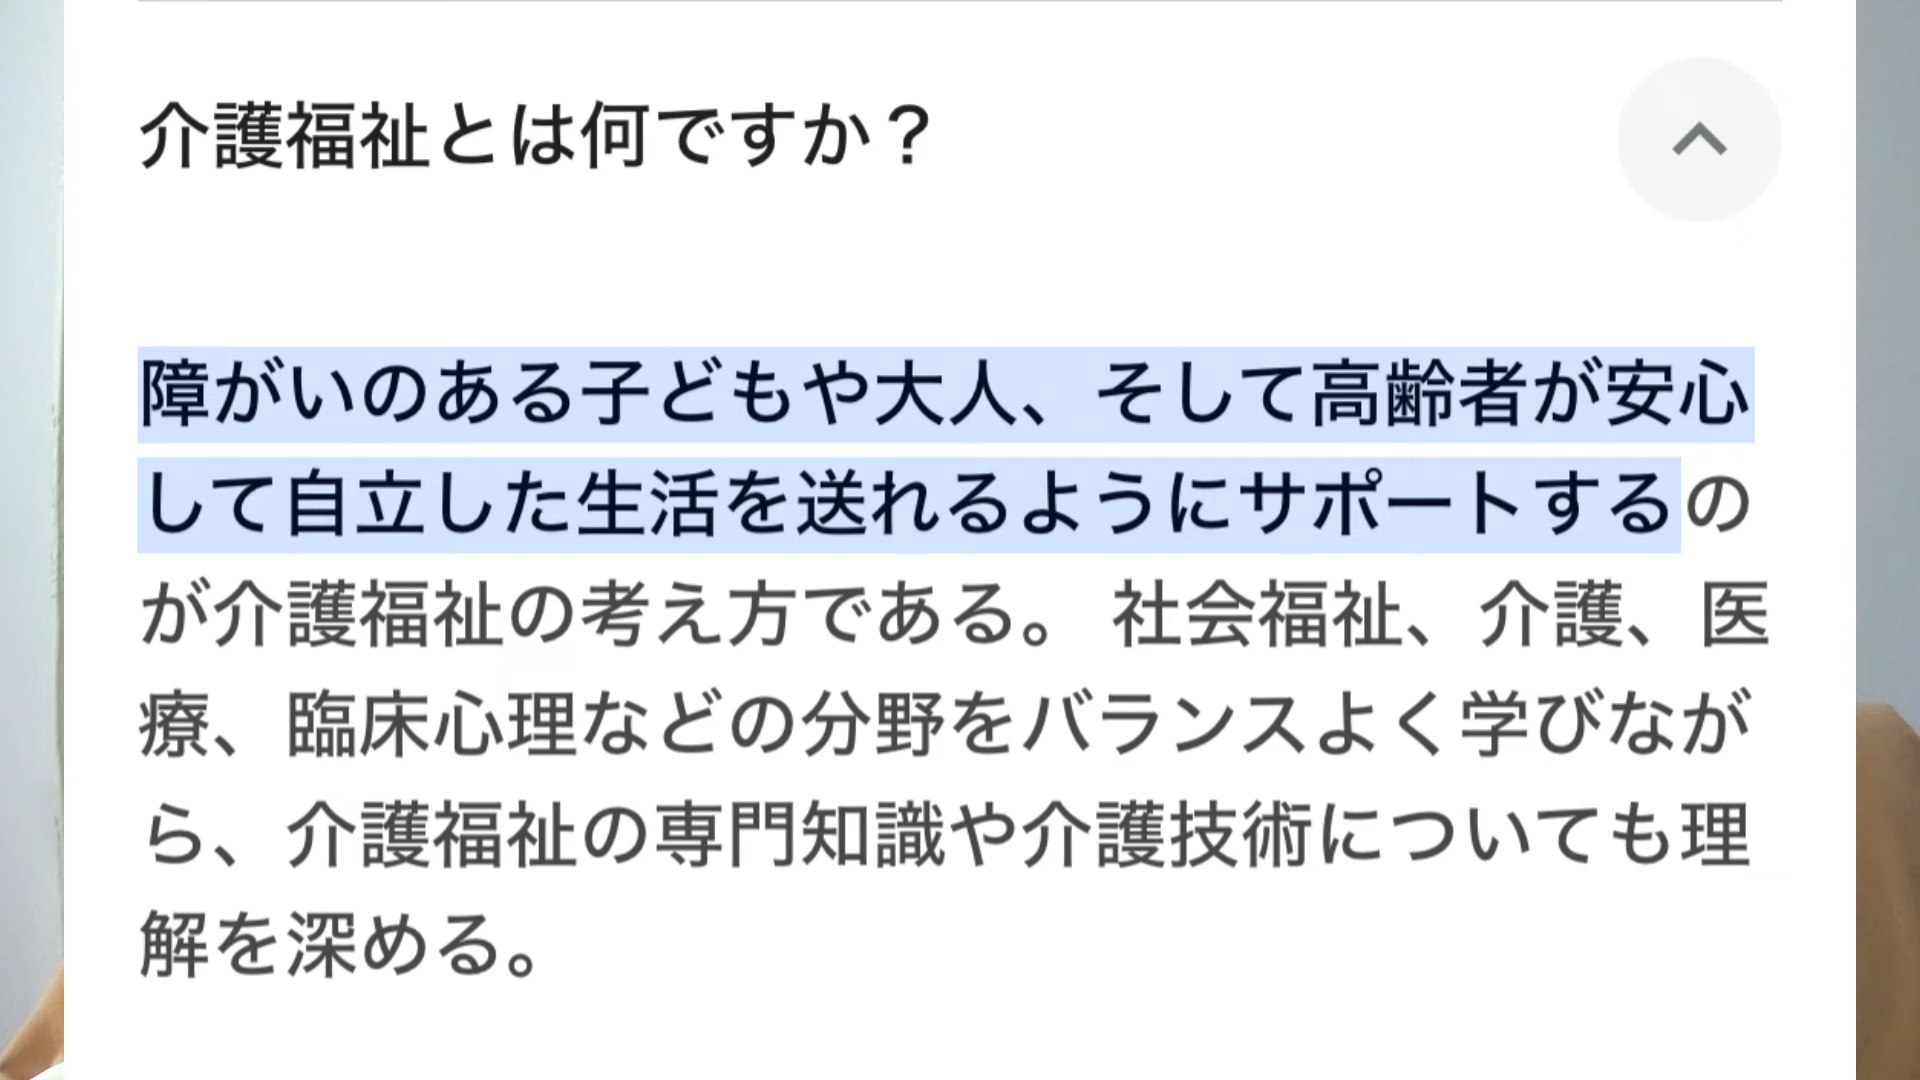 介護福祉とは何ですか？
障がいのある子どもや大人、そして高齢者が安心
して自立した生活を送れるようにサポートするの
が介護福祉の考え方である。 社会福祉、介護、医
療、臨床心理などの分野をバランスよく学びなが
ら、介護福祉の専門知識や介護技術についても理
解を深める。